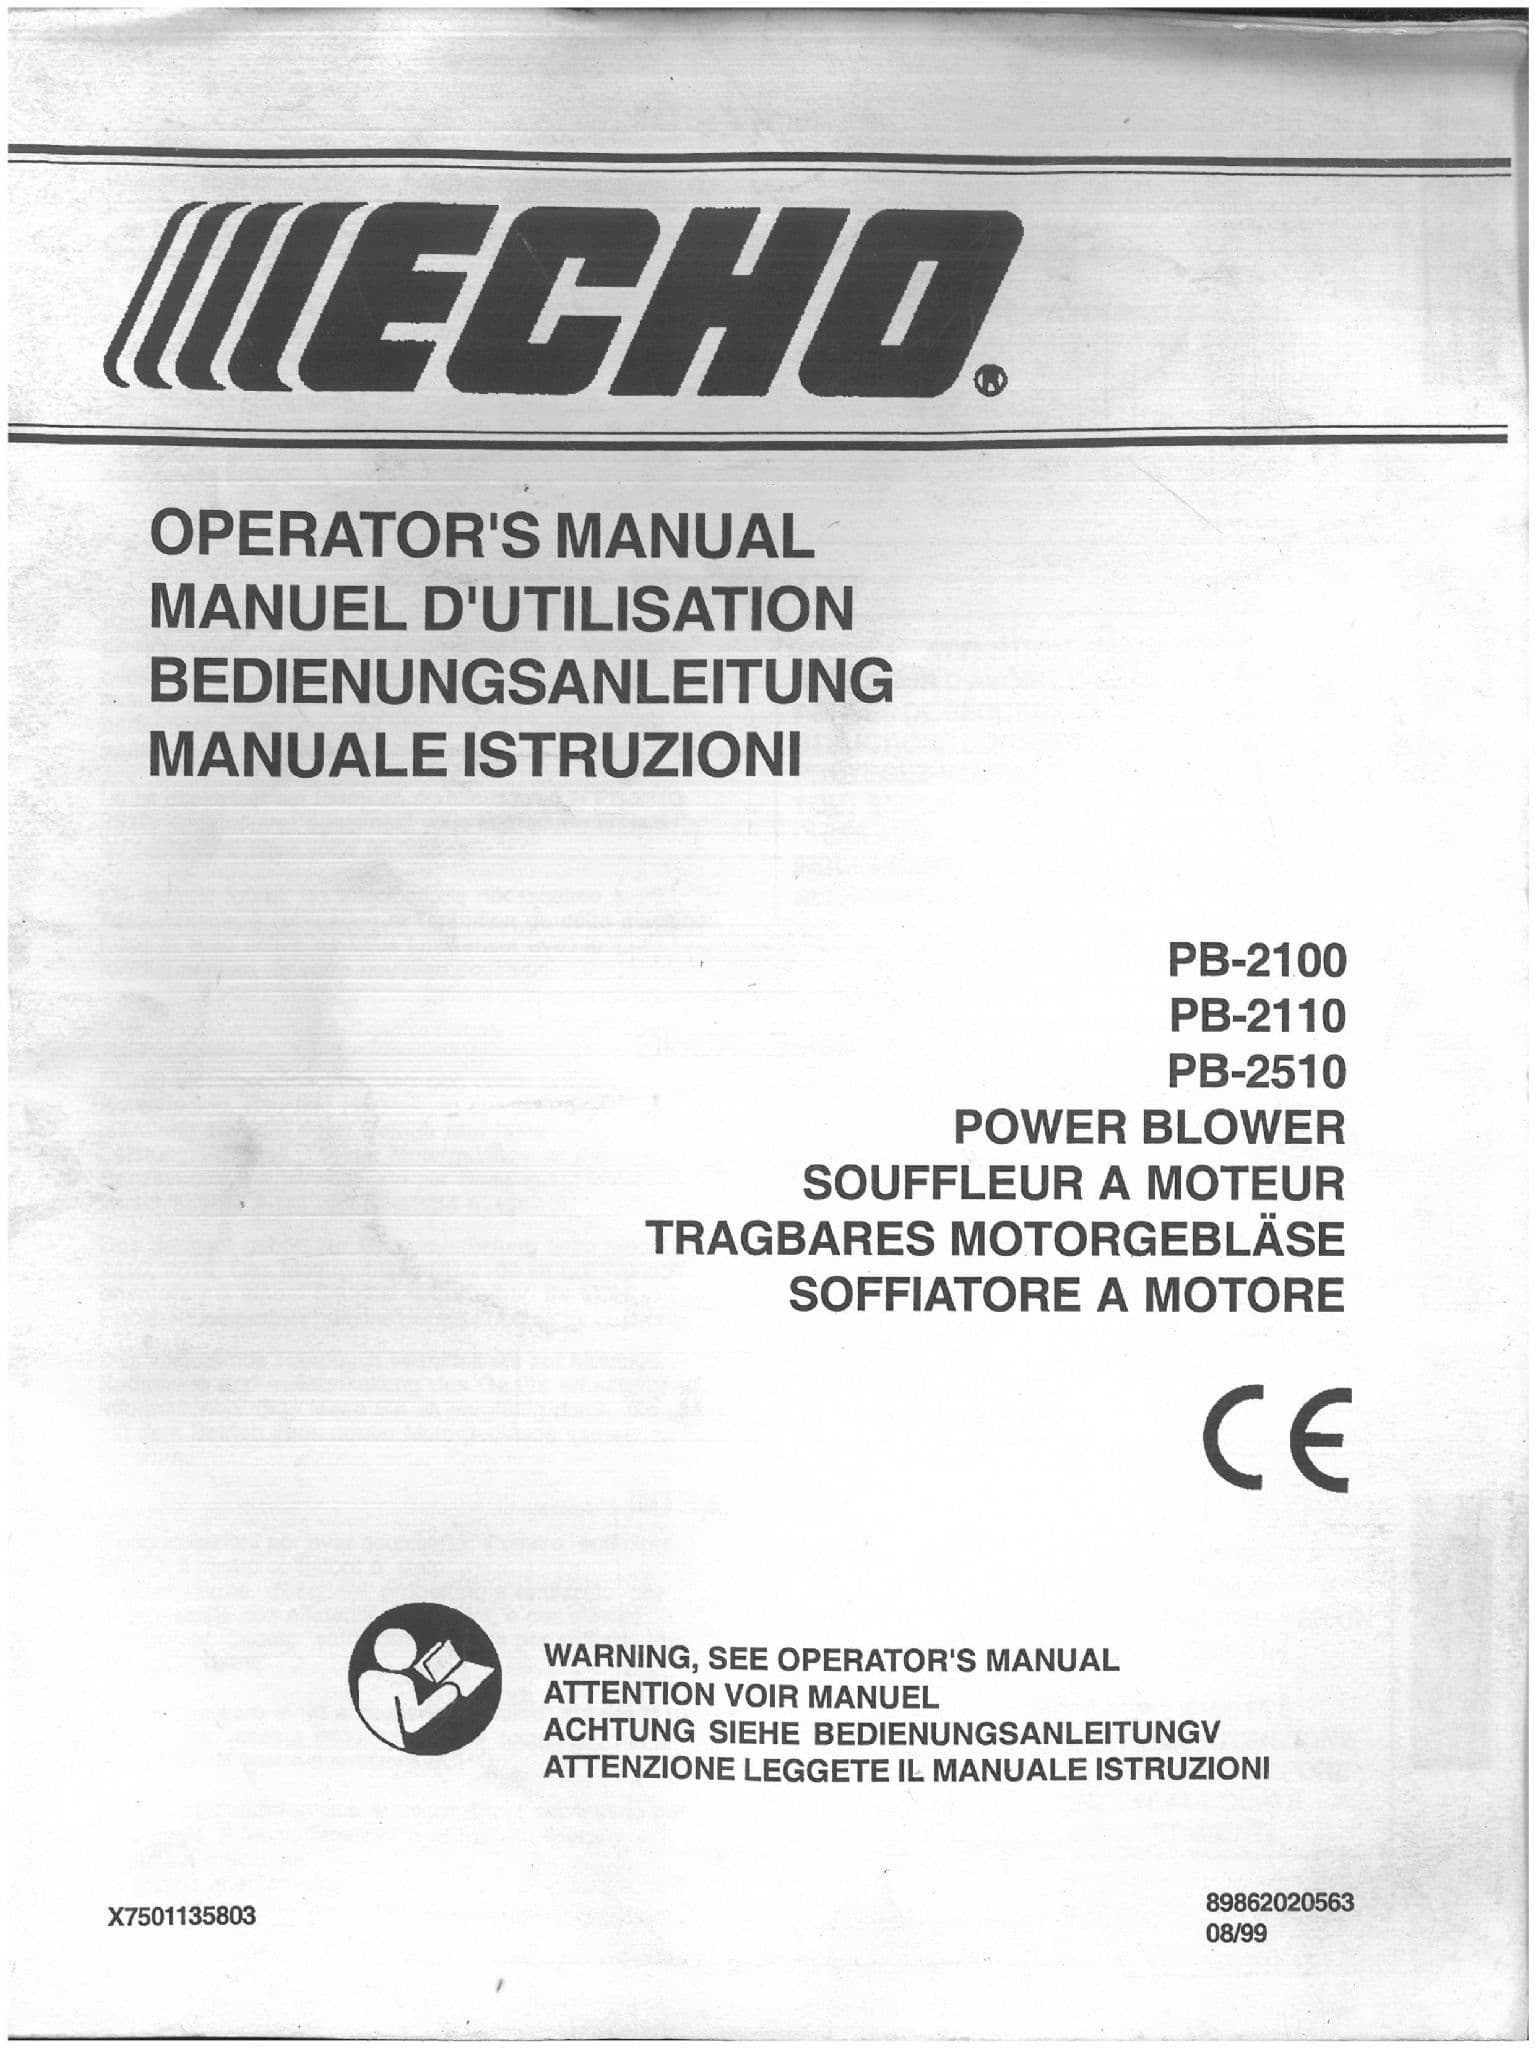 ECHO®
OPERATOR'S MANUAL
MANUEL D'UTILISATION
BEDIENUNGSANLEITUNG
MANUALE ISTRUZIONI
PB-2100
PB-2110
PB-2510
POWER BLOWER
SOUFFLEUR A MOTEUR
TRAGBARES MOTORGEBLÄSE
SOFFIATORE A MOTORE
CE
WARNING, SEE OPERATOR'S MANUAL
ATTENTION VOIR MANUEL
ACHTUNG SIEHE BEDIENUNGSANLEITUNGV
ATTENZIONE LEGGETE IL MANUALE ISTRUZIONI
X7501135803
89862020563
08/99